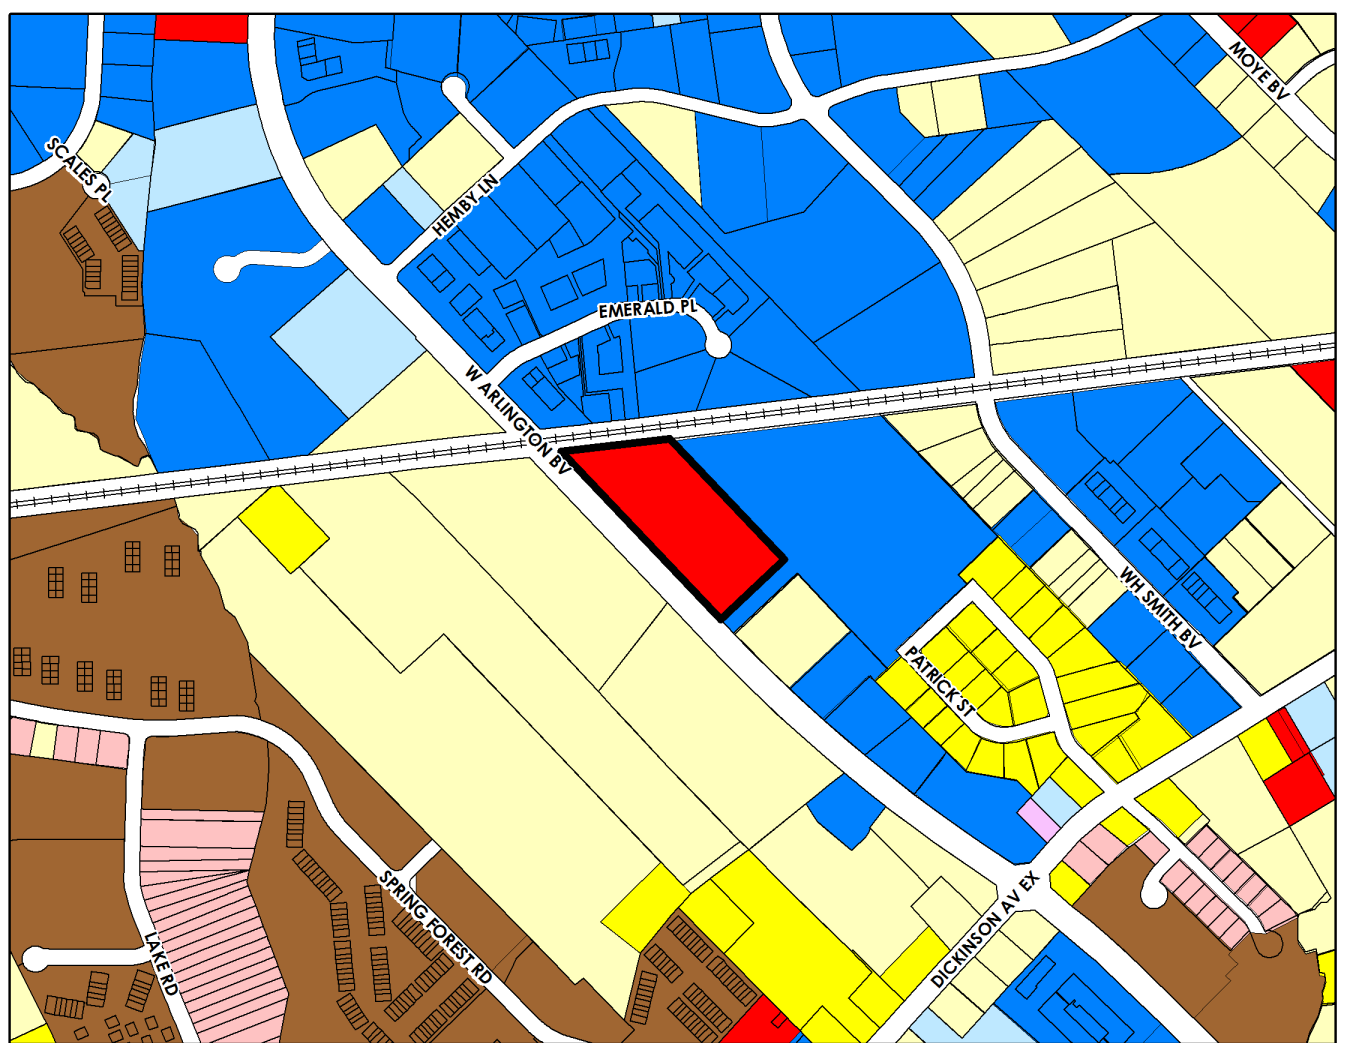 MOYE BV
SCALES PL
HEMBY LN
EMERALD PL
W ARLINGTON BV
WH SMITH BV
PATRICK ST
DICKINSON AV EX
SPRING FOREST RD
LAKE RD